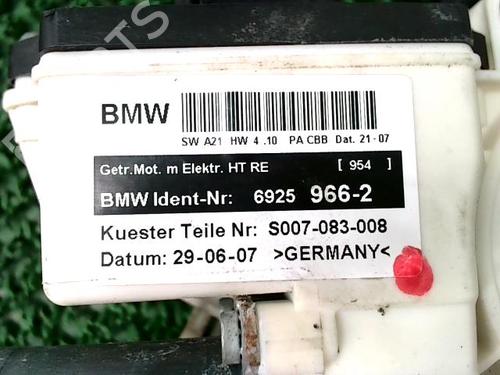 BMW
SW A21 HW 4 .10 PA CBB Dat. 21-07
Getr.Mot. m Elektr. HT RE [ 954 ]
BMW Ident-Nr: 6925 966-2
Kuester Teile Nr: S007-083-008
Datum: 29-06-07 >GERMANY<